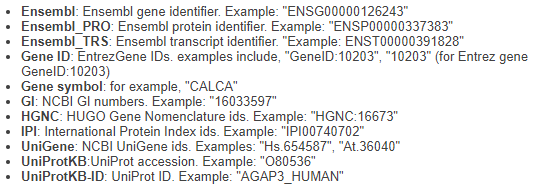 • Ensembl: Ensembl gene identifier. Example: "ENSG00000126243"
• Ensembl_PRO: Ensembl protein identifier. Example: "ENSP00000337383"
• Ensembl_TRS: Ensembl transcript identifier. "Example: ENST00000391828"
• Gene ID: EntrezGene IDs. examples include, "GeneID:10203", "10203" (for Entrez gene
GeneID:10203)
• Gene symbol: for example, "CALCA"
• GI: NCBI GI numbers. Example: "16033597"
• HGNC: HUGO Gene Nomenclature ids. Example: "HGNC:16673"
• IPI: International Protein Index ids. Example: "IPI00740702"
• UniGene: NCBI UniGene ids. Examples: "Hs.654587", "At.36040"
• UniProtKB:UniProt accession. Example: "O80536"
• UniProtKB-ID: UniProt ID. Example: "AGAP3_HUMAN"